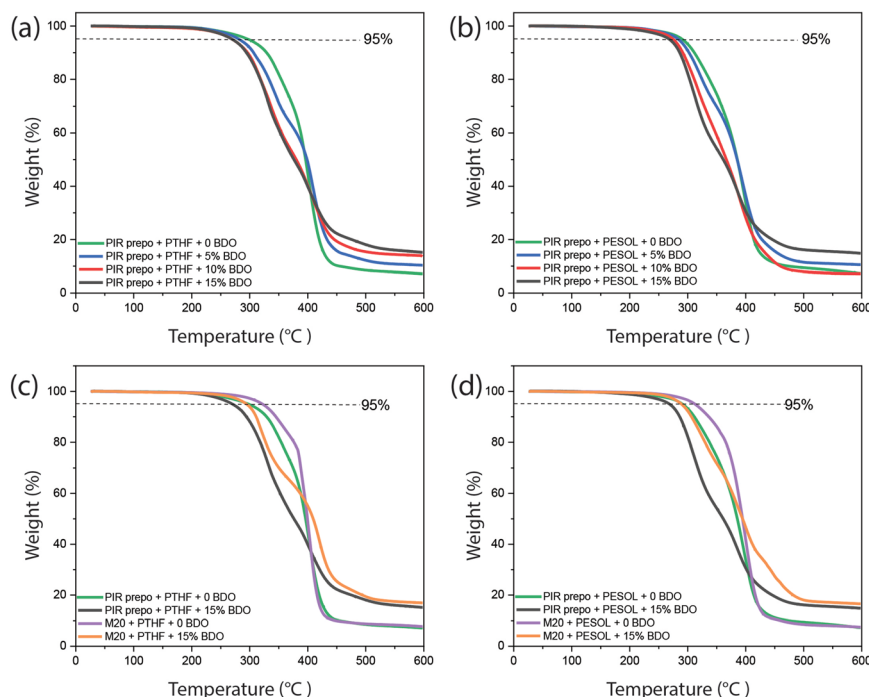 (a)
95%
PIR prepo + PTHF + 0 BDO
PIR prepo + PTHF + 5% BDO
PIR prepo + PTHF + 10% BDO
PIR prepo + PTHF + 15% BDO
Weight (%)
100
80
60
40
20
0
0
100
200
300
400
500
600
Temperature (°C )
(b)
95%
PIR prepo + PESOL + 0 BDO
PIR prepo + PESOL + 5% BDO
PIR prepo + PESOL + 10% BDO
PIR prepo + PESOL + 15% BDO
Weight (%)
100
80
60
40
20
0
0
100
200
300
400
500
600
Temperature (°C )
(c)
95%
PIR prepo + PTHF + 0 BDO
PIR prepo + PTHF + 15% BDO
M20 + PTHF + 0 BDO
M20 + PTHF + 15% BDO
Weight (%)
100
80
60
40
20
0
0
100
200
300
400
500
600
Temperature (°C)
(d)
95%
PIR prepo + PESOL + 0 BDO
PIR prepo + PESOL + 15% BDO
M20 + PESOL + 0 BDO
M20 + PESOL + 15% BDO
Weight (%)
100
80
60
40
20
0
0
100
200
300
400
500
600
Temperature (°C)